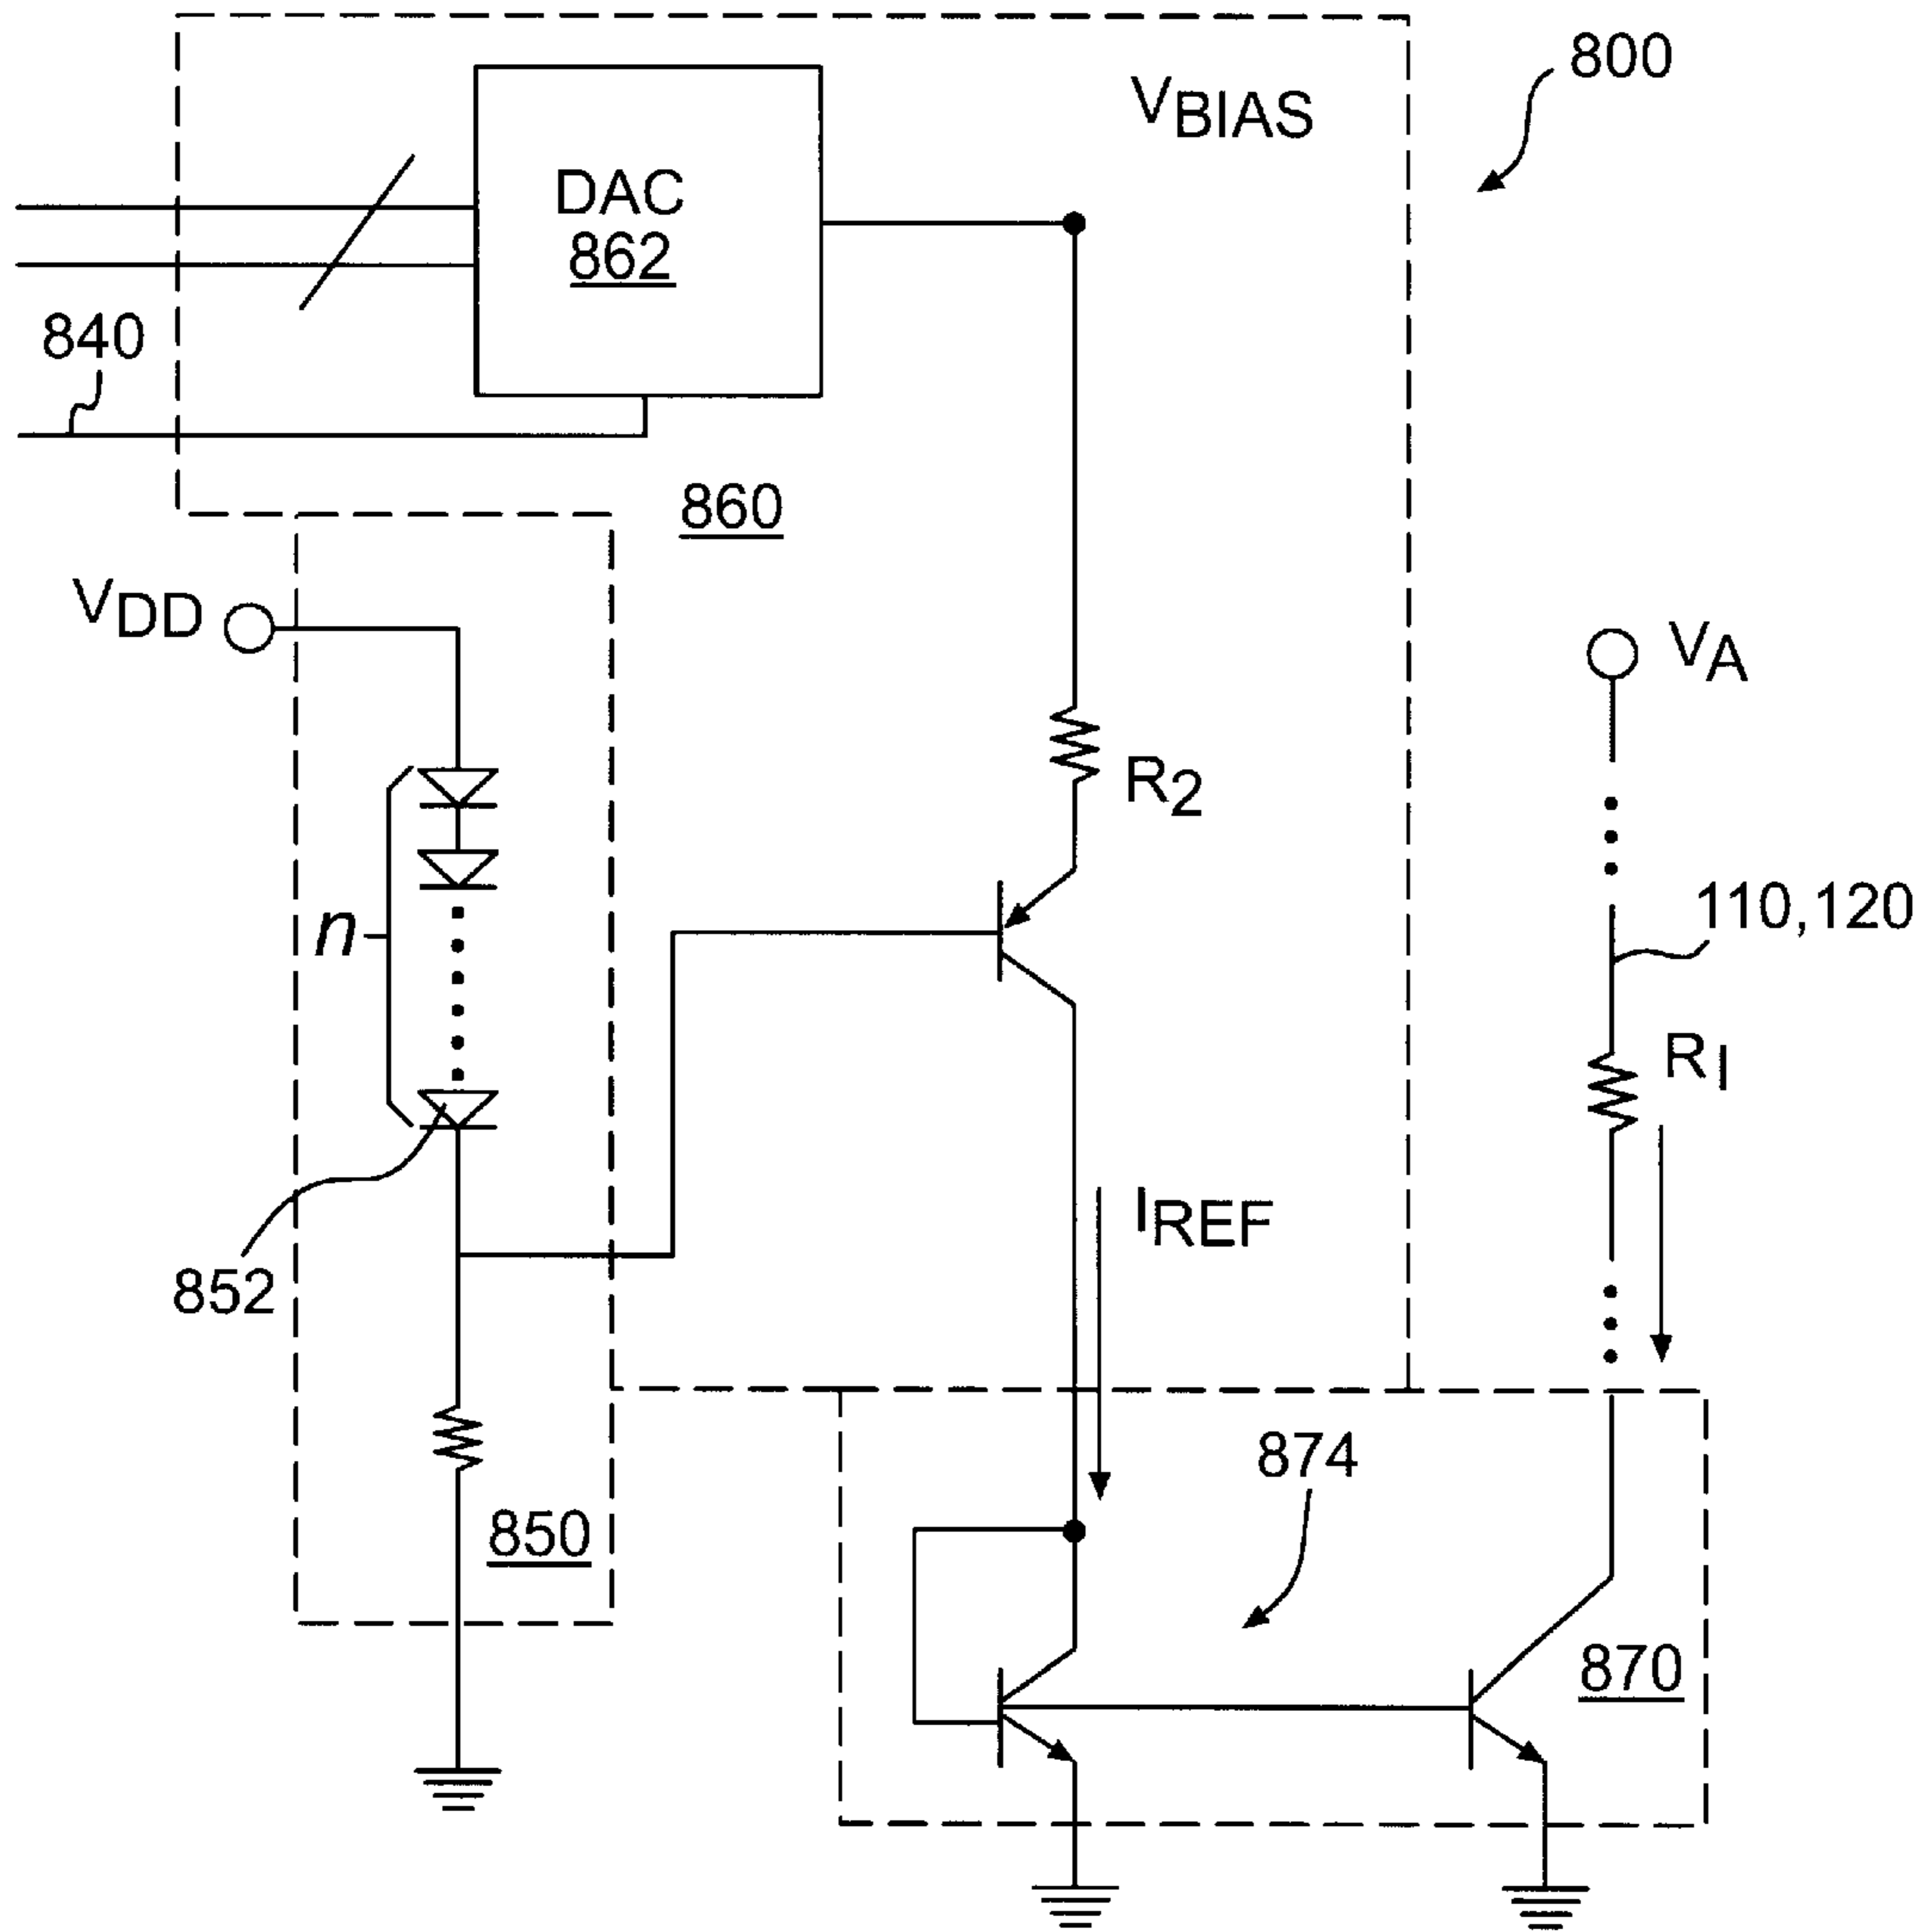 800
VBIAS
DAC
862
840
860
VDD
VA
R2
n
110,120
RI
IREF
852
874
850
870